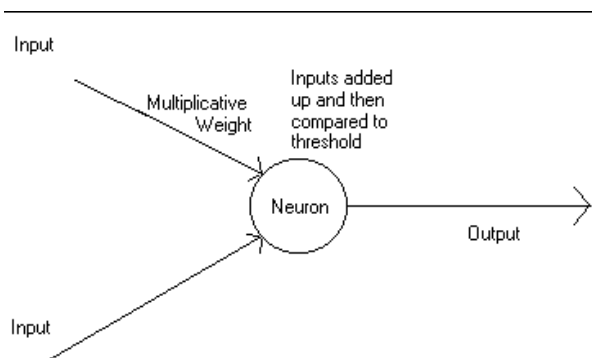 Input
Inputs added
up and then
compared to
threshold
Multiplicative
Weight
Neuron
Output
Input